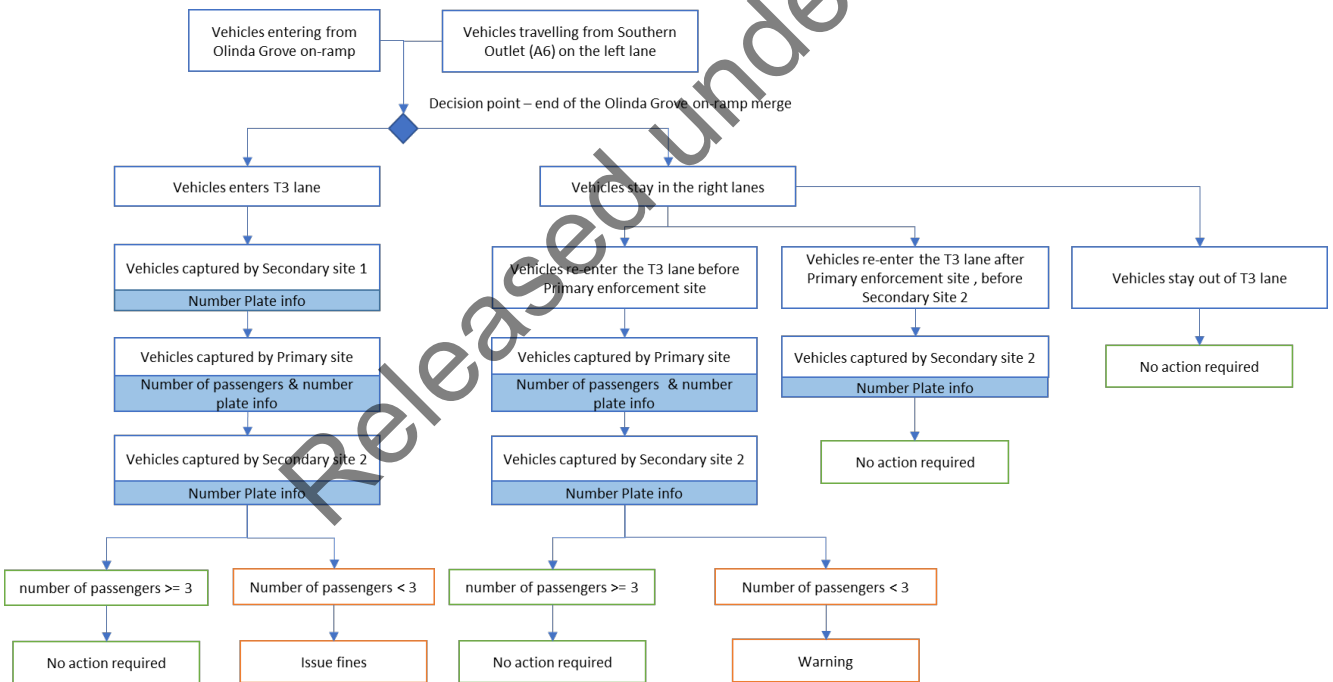 Vehicles entering from
Olinda Grove on-ramp
Vehicles travelling from Southern
Outlet (A6) on the left lane
Decision point – end of the Olinda Grove on-ramp merge
Vehicles enters T3 lane
Vehicles stay in the right lanes
Vehicles captured by Secondary site 1
Number Plate info
Vehicles re-enter the T3 lane before
Primary enforcement site
Vehicles re-enter the T3 lane after
Primary enforcement site , before
Secondary Site 2
Vehicles stay out of T3 lane
Vehicles captured by Primary site
Number of passengers & number
plate info
Vehicles captured by Primary site
Number of passengers & number
plate info
Vehicles captured by Secondary site 2
Number Plate info
No action required
Vehicles captured by Secondary site 2
Number Plate info
Vehicles captured by Secondary site 2
Number Plate info
No action required
number of passengers >= 3
Number of passengers < 3
number of passengers >= 3
Number of passengers < 3
No action required
Issue fines
No action required
Warning
Released unde